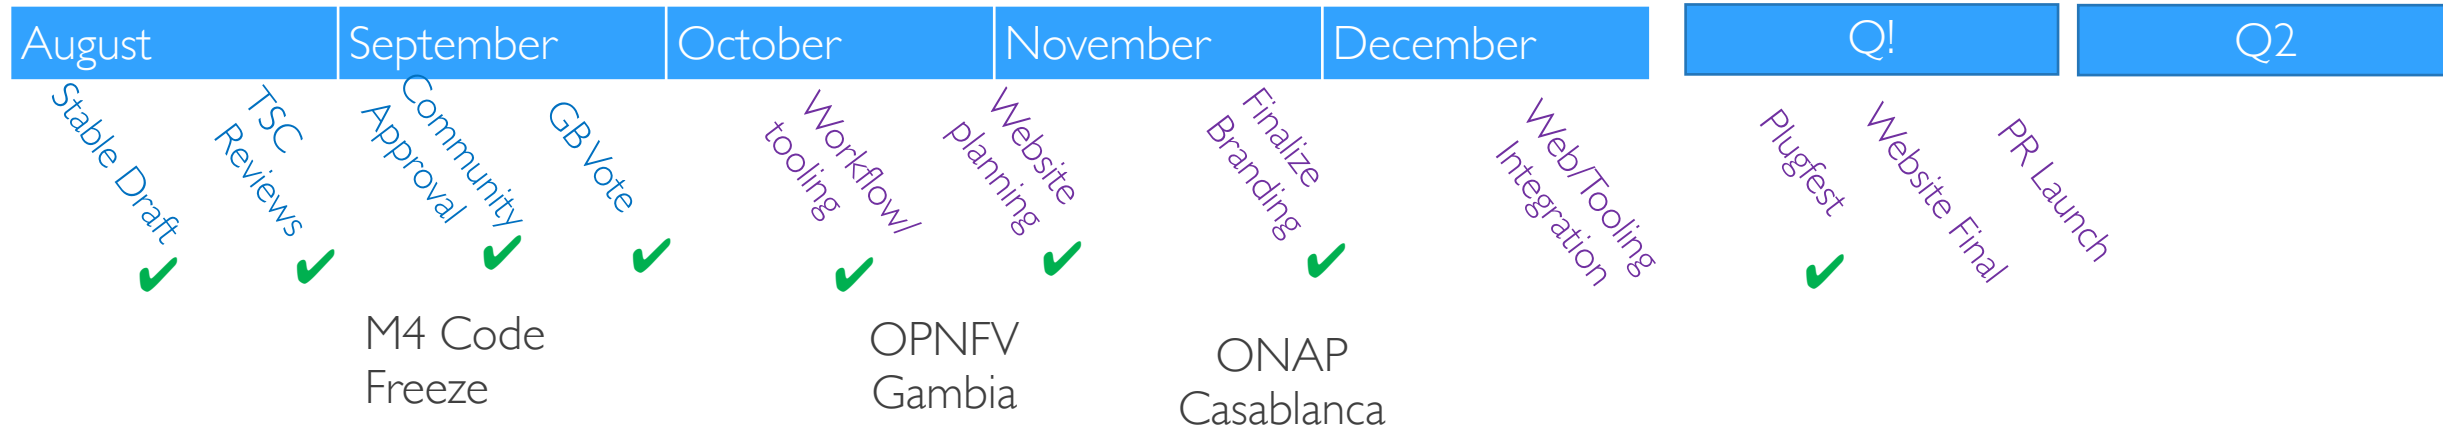 August
September
October
November
December
Q!
Q2
Stable Draft
TSC
Reviews
Community
Approval
GB Vote
Workflow/
tooling
Website
planning
Finalize
Branding
Web/Tooling
Integration
Plugfest
Website Final
PR Launch
M4 Code
Freeze
OPNFV
Gambia
ONAP
Casablanca